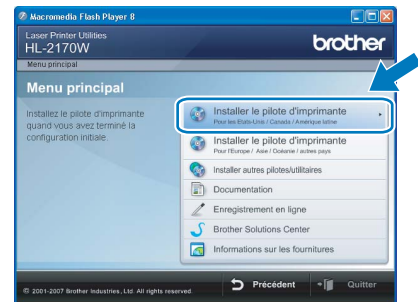 Macromedia Flash Player 8
Laser Printer Utilities
HL-2170W
brother
Menu principal
Menu principal
Installez le pilote d'imprimante
quand vous avez terminé la
configuration initiale.
Installer le pilote d'imprimante
Pour les Etats-Unis / Canada / Amérique latine
Installer le pilote d'imprimante
Pour l'Europe / Asie / Océanie / autres pays
Installer autres pilotes/utilitaires
Documentation
Enregistrement en ligne
Brother Solutions Center
Informations sur les fournitures
© 2001-2007 Brother Industries, Ltd. All rights reserved.
Précédent
Quitter